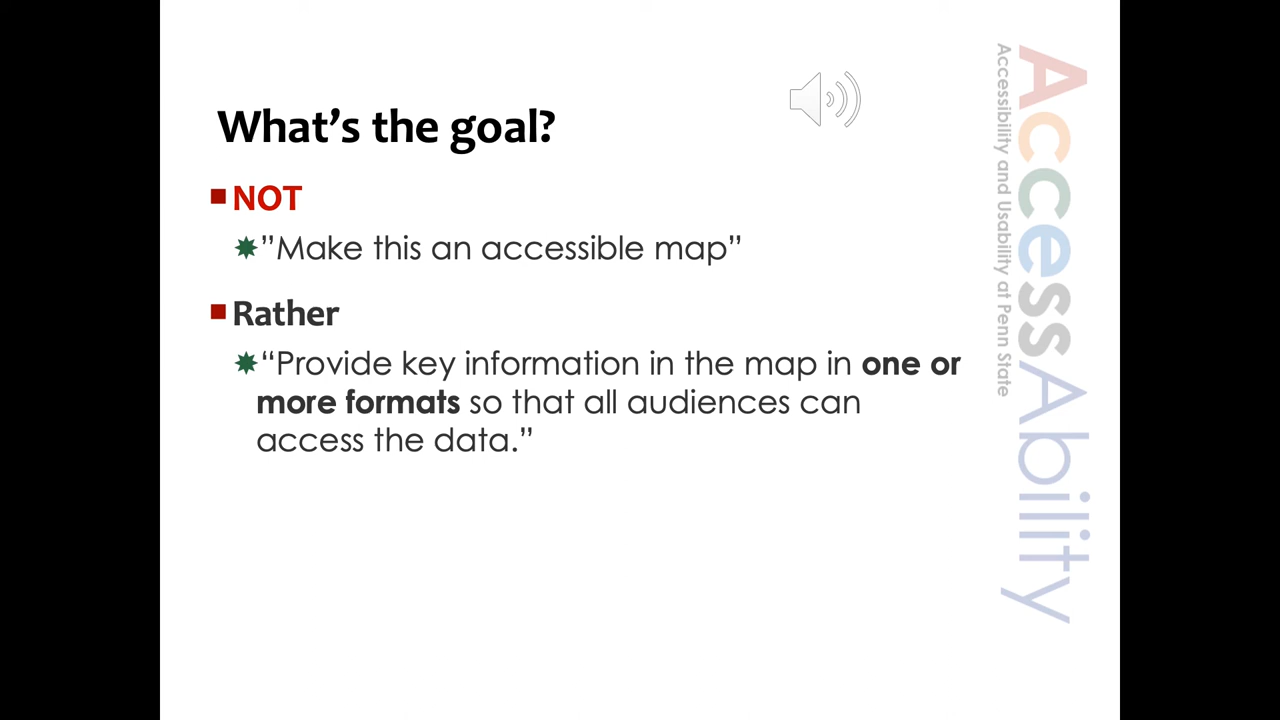 What’s the goal?
NOT
”Make this an accessible map”
Rather
“Provide key information in the map in one or
more formats so that all audiences can
access the data.”
AccessAbility
Accessibility and Usability at Penn State